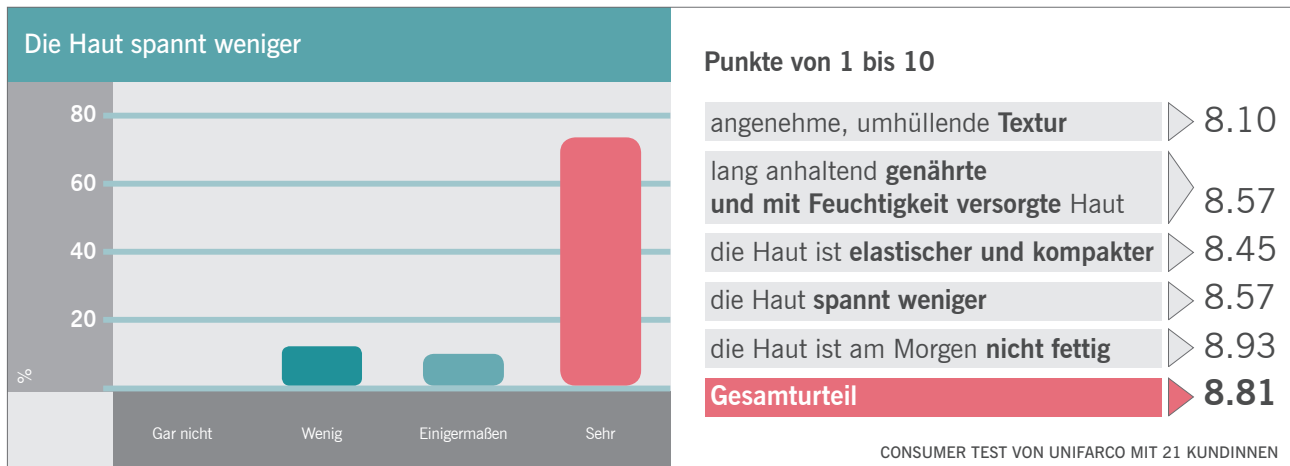 Die Haut spannt weniger
80
60
40
20
%
Gar nicht
Wenig
Einigermaßen
Sehr
Punkte von 1 bis 10
angenehme, umhüllende Textur 8.10
lang anhaltend genährte
und mit Feuchtigkeit versorgte Haut 8.57
die Haut ist elastischer und kompakter 8.45
die Haut spannt weniger 8.57
die Haut ist am Morgen nicht fettig 8.93
Gesamturteil 8.81
CONSUMER TEST VON UNIFARCO MIT 21 KUNDINNEN